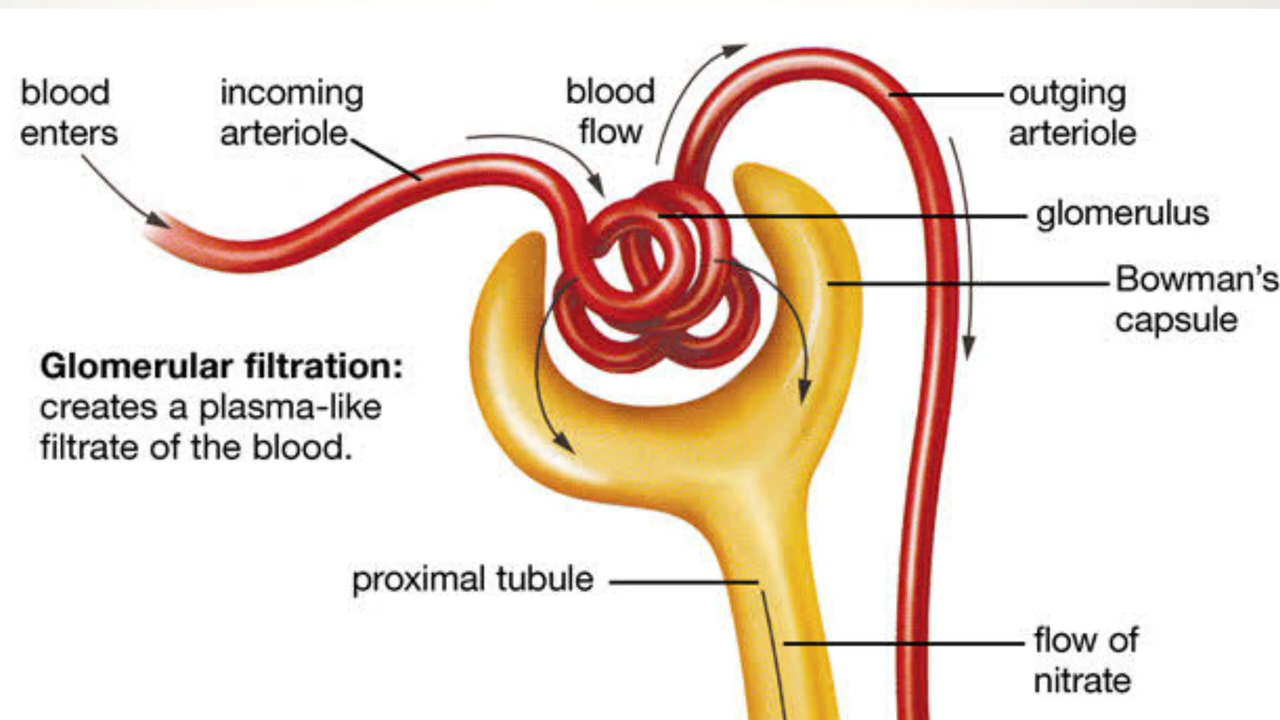 blood
enters
incoming
arteriole
blood
flow
outging
arteriole
glomerulus
Bowman's
capsule
Glomerular filtration:
creates a plasma-like
filtrate of the blood.
proximal tubule
flow of
nitrate